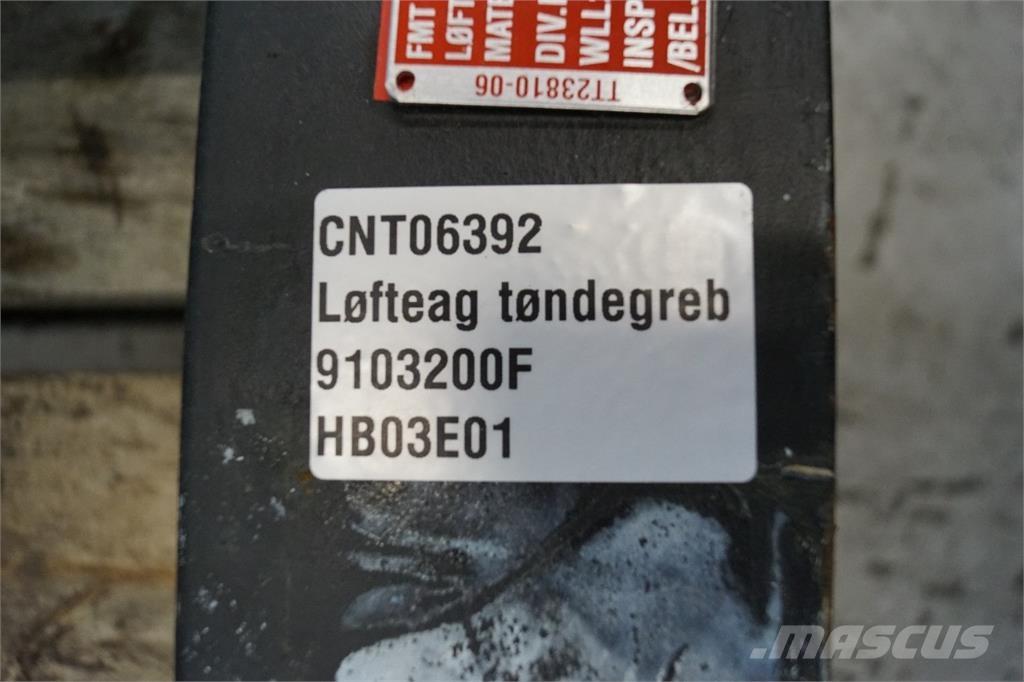 FMT
LØFT
MATE
DIV.
WLL
INSP
/BEL.
TT23810-06
CNT06392
Løfteag tøndegreb
9103200F
HB03E01
MASCUS